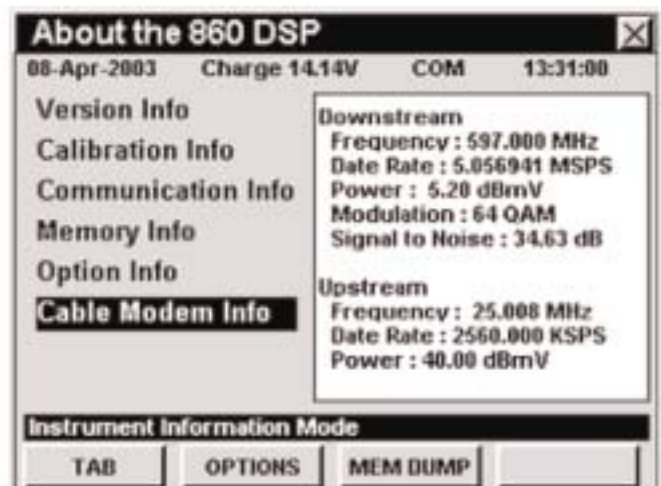 About the 860 DSP
08-Apr-2003 Charge 14.14V COM 13:31:00
Version Info
Calibration Info
Communication Info
Memory Info
Option Info
Cable Modem Info
Downstream
Frequency : 597.000 MHz
Date Rate : 5.056941 MSPS
Power : 5.20 dBmV
Modulation : 64 QAM
Signal to Noise : 34.63 dB
Upstream
Frequency : 25.008 MHz
Date Rate : 2560.000 KSPS
Power : 40.00 dBmV
Instrument Information Mode
TAB OPTIONS MEM DUMP